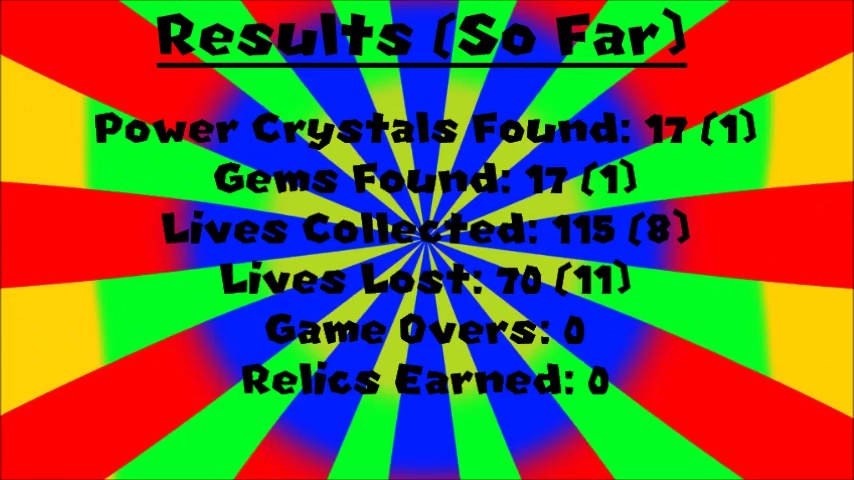 Results (So Far)
Power Crystals Found: 17 (1)
Gems Found: 17 (1)
Lives Collected: 115 (8)
Lives Lost: 70 (11)
Game Overs: 0
Relics Earned: 0